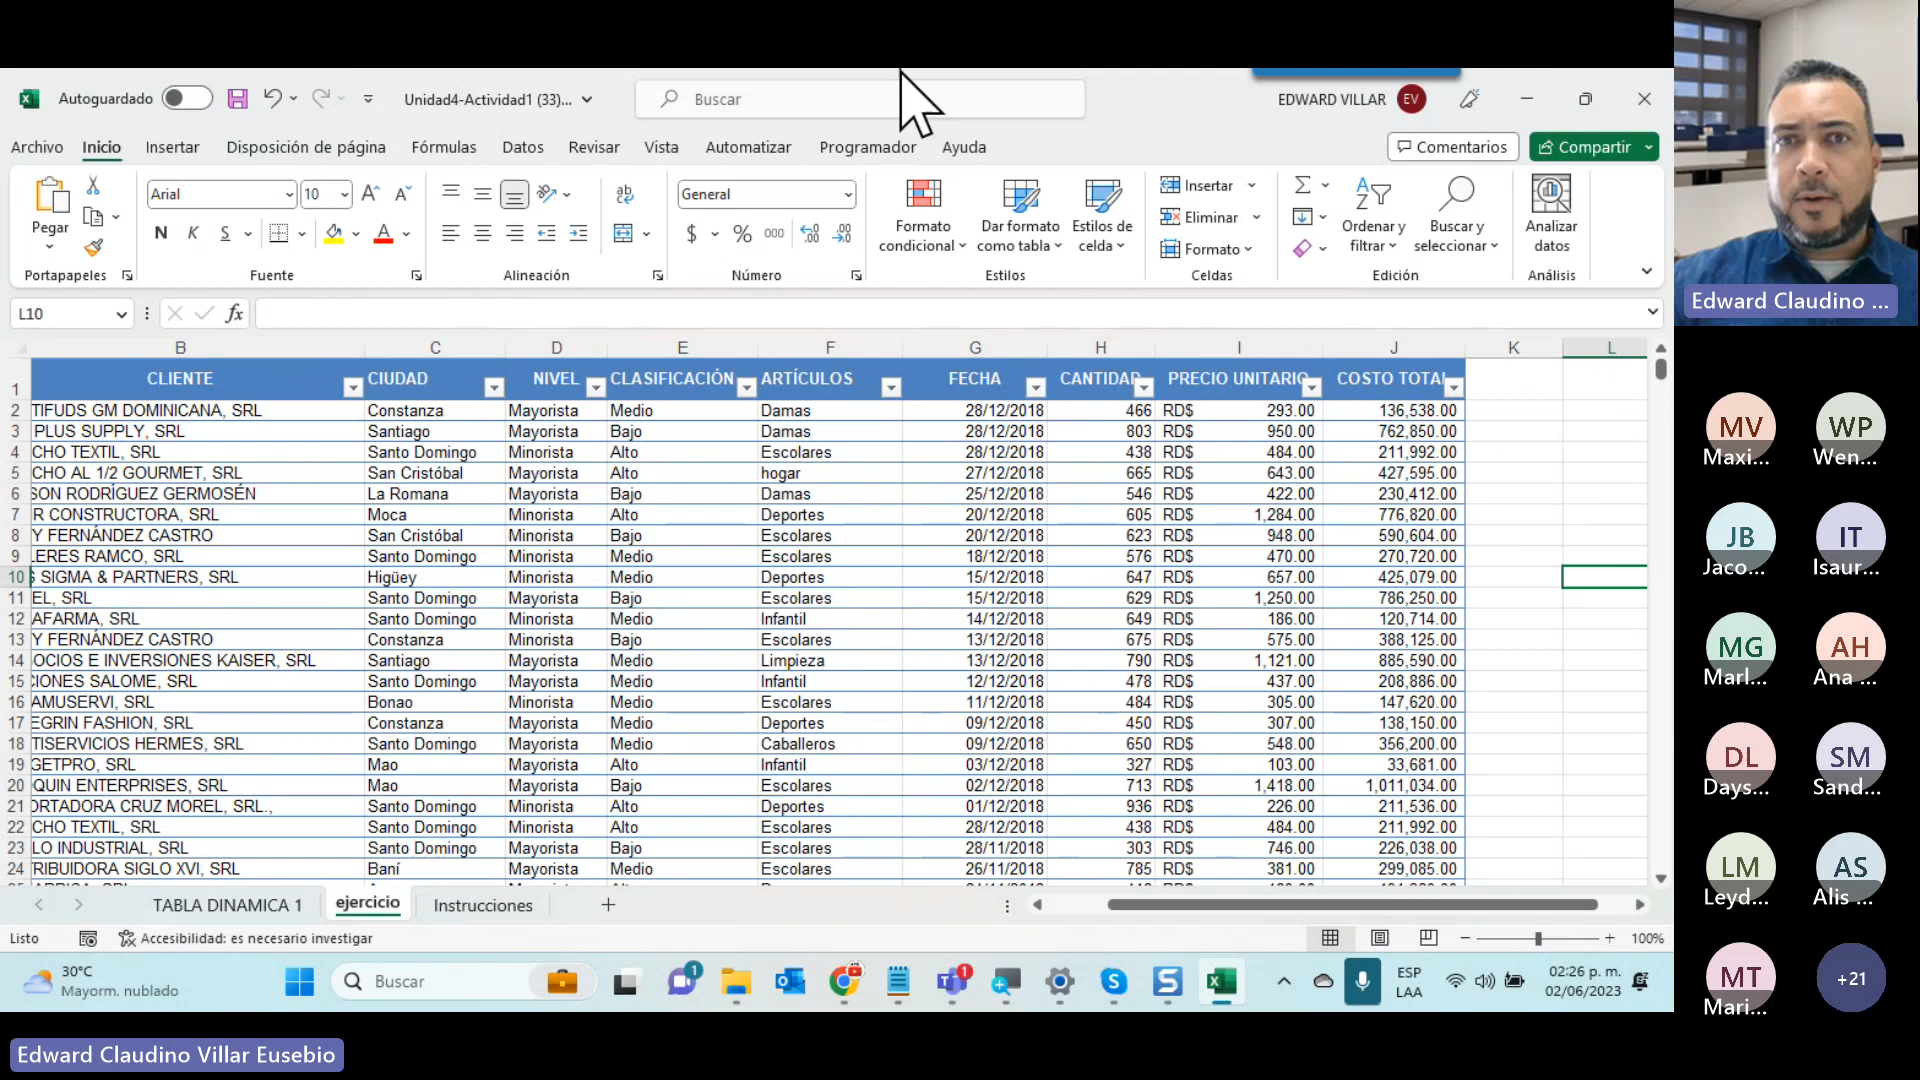 Autoguardado
Unidad4-Actividad1 (33)...
Buscar
EDWARD VILLAR
EV
Archivo Inicio Insertar Disposición de página Fórmulas Datos Revisar Vista Automatizar Programador Ayuda
Comentarios
Compartir
Pegar
Arial 10
N K S
ab
General
$ % 000
Formato condicional
Dar formato como tabla
Estilos de celda
Insertar
Eliminar
Formato
Ordenar y filtrar
Buscar y seleccionar
Analizar datos
Portapapeles Fuente Alineación Número Estilos Celdas Edición Análisis
L10
fx
B C D E F G H I J K L
1 CLIENTE CIUDAD NIVEL CLASIFICACIÓN ARTÍCULOS FECHA CANTIDAD PRECIO UNITARIO COSTO TOTAL
2 TIFUDS GM DOMINICANA, SRL Constanza Mayorista Medio Damas 28/12/2018 466 RD$ 293.00 136,538.00
3 PLUS SUPPLY, SRL Santiago Mayorista Bajo Damas 28/12/2018 803 RD$ 950.00 762,850.00
4 CHO TEXTIL, SRL Santo Domingo Minorista Alto Escolares 28/12/2018 438 RD$ 484.00 211,992.00
5 CHO AL 1/2 GOURMET, SRL San Cristóbal Mayorista Alto hogar 27/12/2018 665 RD$ 643.00 427,595.00
6 SON RODRÍGUEZ GERMOSÉN La Romana Mayorista Bajo Damas 25/12/2018 546 RD$ 422.00 230,412.00
7 R CONSTRUCTORA, SRL Moca Minorista Alto Deportes 20/12/2018 605 RD$ 1,284.00 776,820.00
8 Y FERNÁNDEZ CASTRO San Cristóbal Minorista Bajo Escolares 20/12/2018 623 RD$ 948.00 590,604.00
9 LERES RAMCO, SRL Santo Domingo Minorista Medio Escolares 18/12/2018 576 RD$ 470.00 270,720.00
10 S SIGMA & PARTNERS, SRL Higüey Minorista Medio Deportes 15/12/2018 647 RD$ 657.00 425,079.00
11 EL, SRL Santo Domingo Mayorista Bajo Escolares 15/12/2018 629 RD$ 1,250.00 786,250.00
12 AFARMA, SRL Santo Domingo Minorista Medio Infantil 14/12/2018 649 RD$ 186.00 120,714.00
13 Y FERNÁNDEZ CASTRO Constanza Minorista Bajo Escolares 13/12/2018 675 RD$ 575.00 388,125.00
14 OCIOS E INVERSIONES KAISER, SRL Santiago Mayorista Medio Limpieza 13/12/2018 790 RD$ 1,121.00 885,590.00
15 CIONES SALOME, SRL Santo Domingo Mayorista Medio Infantil 12/12/2018 478 RD$ 437.00 208,886.00
16 AMUSERVI, SRL Bonao Minorista Medio Escolares 11/12/2018 484 RD$ 305.00 147,620.00
17 EGRIN FASHION, SRL Constanza Mayorista Medio Deportes 09/12/2018 450 RD$ 307.00 138,150.00
18 TISERVICIOS HERMES, SRL Santo Domingo Mayorista Medio Caballeros 09/12/2018 650 RD$ 548.00 356,200.00
19 GETPRO, SRL Mao Mayorista Alto Infantil 03/12/2018 327 RD$ 103.00 33,681.00
20 QUIN ENTERPRISES, SRL Mao Mayorista Bajo Escolares 02/12/2018 713 RD$ 1,418.00 1,011,034.00
21 ORTADORA CRUZ MOREL, SRL., Santo Domingo Minorista Alto Deportes 01/12/2018 936 RD$ 226.00 211,536.00
22 CHO TEXTIL, SRL Santo Domingo Minorista Alto Escolares 28/12/2018 438 RD$ 484.00 211,992.00
23 LO INDUSTRIAL, SRL Santo Domingo Mayorista Bajo Escolares 28/11/2018 303 RD$ 746.00 226,038.00
24 RIBUIDORA SIGLO XVI, SRL Baní Mayorista Medio Escolares 26/11/2018 785 RD$ 381.00 299,085.00
TABLA DINAMICA 1 ejercicio Instrucciones
Listo Accesibilidad: es necesario investigar 100%
30°C
Mayorm. nublado
Buscar
1
1
ESP
LAA
02:26 p. m.
02/06/2023
Edward Claudino Villar Eusebio
Edward Claudino ...
MV WP
Maxi... Wen...
JB IT
Jaco... Isaur...
MG AH
Marl... Ana ...
DL SM
Days... Sand...
LM AS
Leyd... Alis ...
MT +21
Mari...